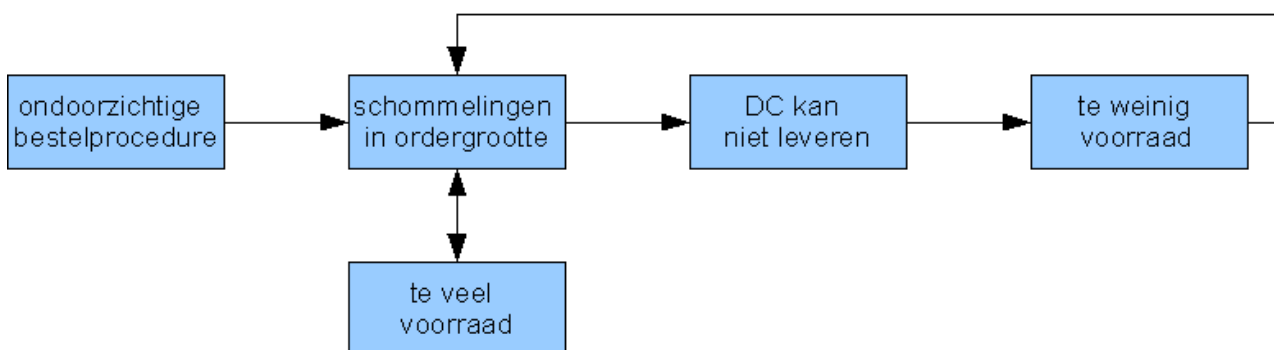 ondoorzichtige
bestelprocedure
schommelingen
in ordergrootte
DC kan
niet leveren
te weinig
voorraad
te veel
voorraad